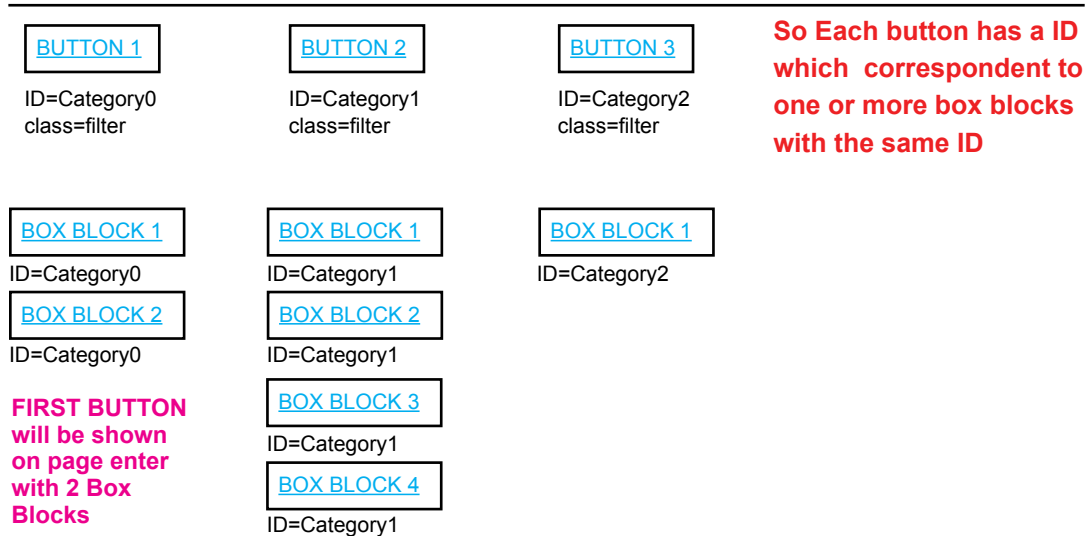 BUTTON 1
ID=Category0
class=filter
BUTTON 2
ID=Category1
class=filter
BUTTON 3
ID=Category2
class=filter
So Each button has a ID
which correspondent to
one or more box blocks
with the same ID
BOX BLOCK 1
ID=Category0
BOX BLOCK 2
ID=Category0
FIRST BUTTON
will be shown
on page enter
with 2 Box
Blocks
BOX BLOCK 1
ID=Category1
BOX BLOCK 2
ID=Category1
BOX BLOCK 3
ID=Category1
BOX BLOCK 4
ID=Category1
BOX BLOCK 1
ID=Category2